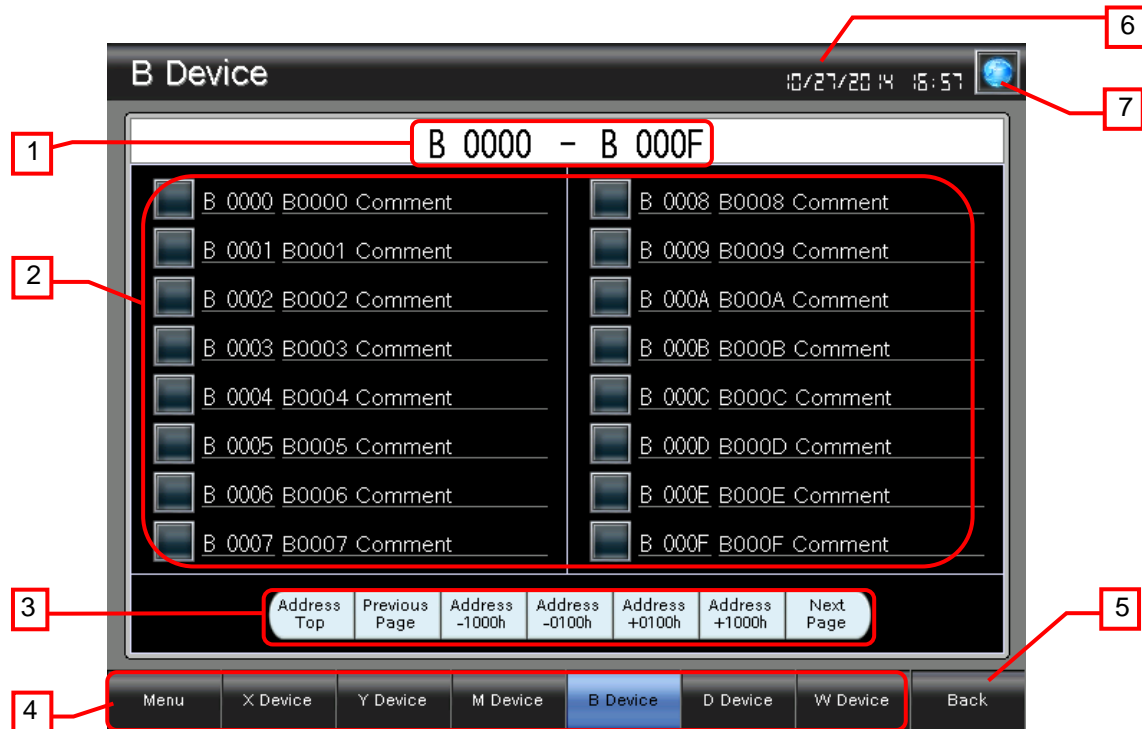 6
B Device
10/27/2014 16:57
7
1
B 0000 - B 000F
2
B 0000 B0000 Comment
B 0001 B0001 Comment
B 0002 B0002 Comment
B 0003 B0003 Comment
B 0004 B0004 Comment
B 0005 B0005 Comment
B 0006 B0006 Comment
B 0007 B0007 Comment
B 0008 B0008 Comment
B 0009 B0009 Comment
B 000A B000A Comment
B 000B B000B Comment
B 000C B000C Comment
B 000D B000D Comment
B 000E B000E Comment
B 000F B000F Comment
3
Address
Top
Previous
Page
Address
-1000h
Address
-0100h
Address
+0100h
Address
+1000h
Next
Page
5
4
Menu
X Device
Y Device
M Device
B Device
D Device
W Device
Back